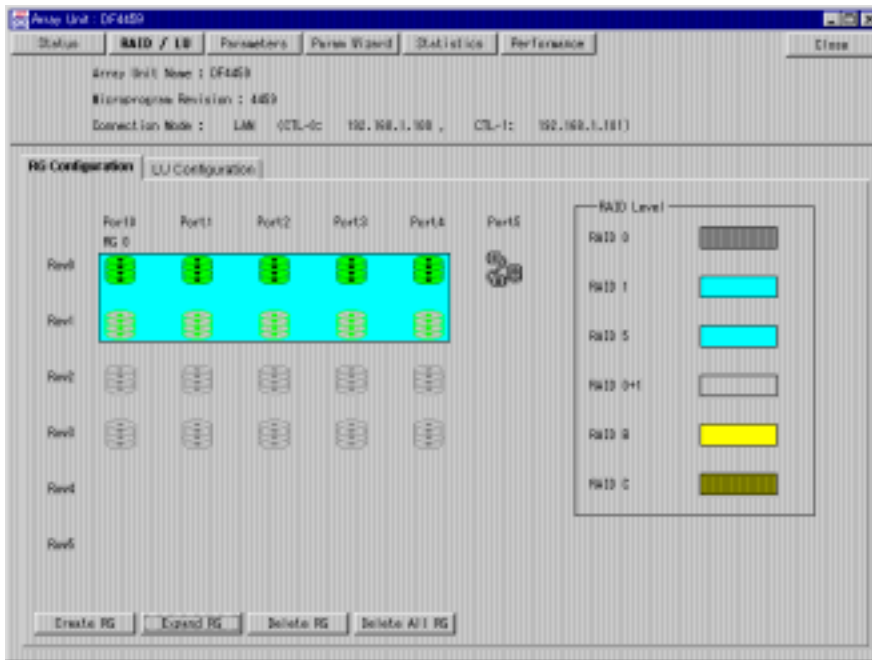 Array Unit : DF4459
Status RAID / LU Parameters Param Wizard Statistics Performance Close
Array Unit Name : DF4459
Microprogram Revision : 4459
Connection Mode : LAN (CTL-0: 192.168.1.100 , CTL-1: 192.168.1.101)
RG Configuration LU Configuration
RAID Level
Port0 Port1 Port2 Port3 Port4 Port5
RG 0
RAID 0
Row0
RAID 1
Row1
RAID 5
Row2
RAID 0+1
Row3
RAID B
Row4
RAID C
Row5
Create RG Expand RG Delete RG Delete All RG